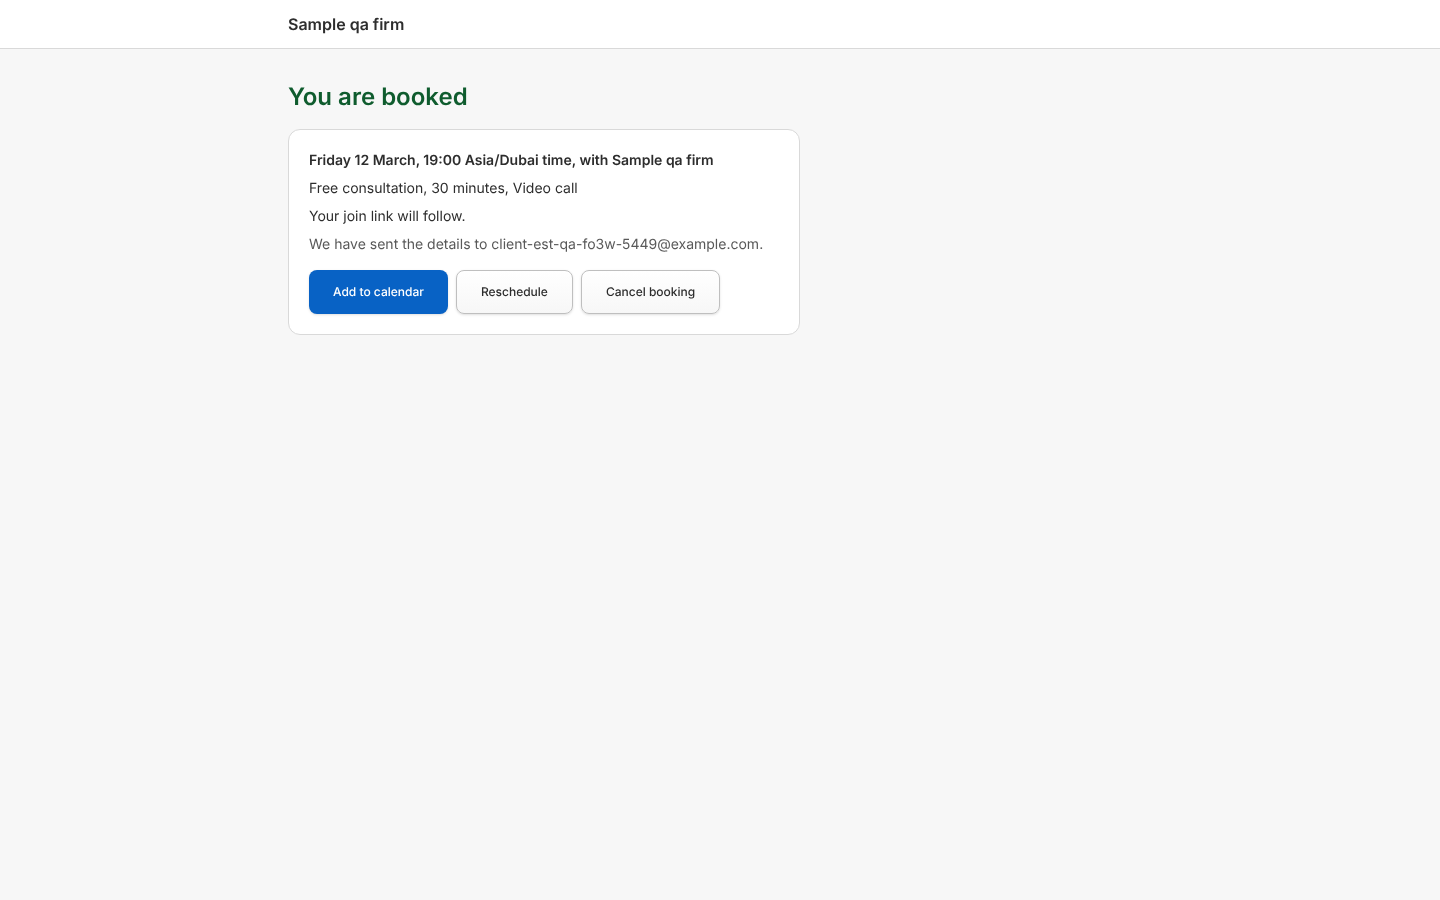 Sample qa firm
You are booked
Friday 12 March, 19:00 Asia/Dubai time, with Sample qa firm
Free consultation, 30 minutes, Video call
Your join link will follow.
We have sent the details to client-est-qa-fo3w-5449@example.com.
Add to calendar
Reschedule
Cancel booking